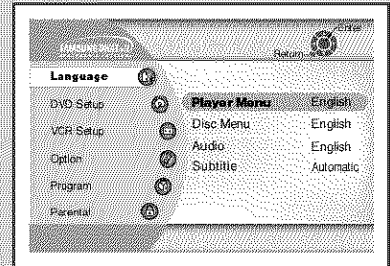 Enter
Return
Language
DVD Setup
VCR Setup
Option
Program
Parental
Player Menu English
Disc Menu English
Audio English
Subtitle Automatic